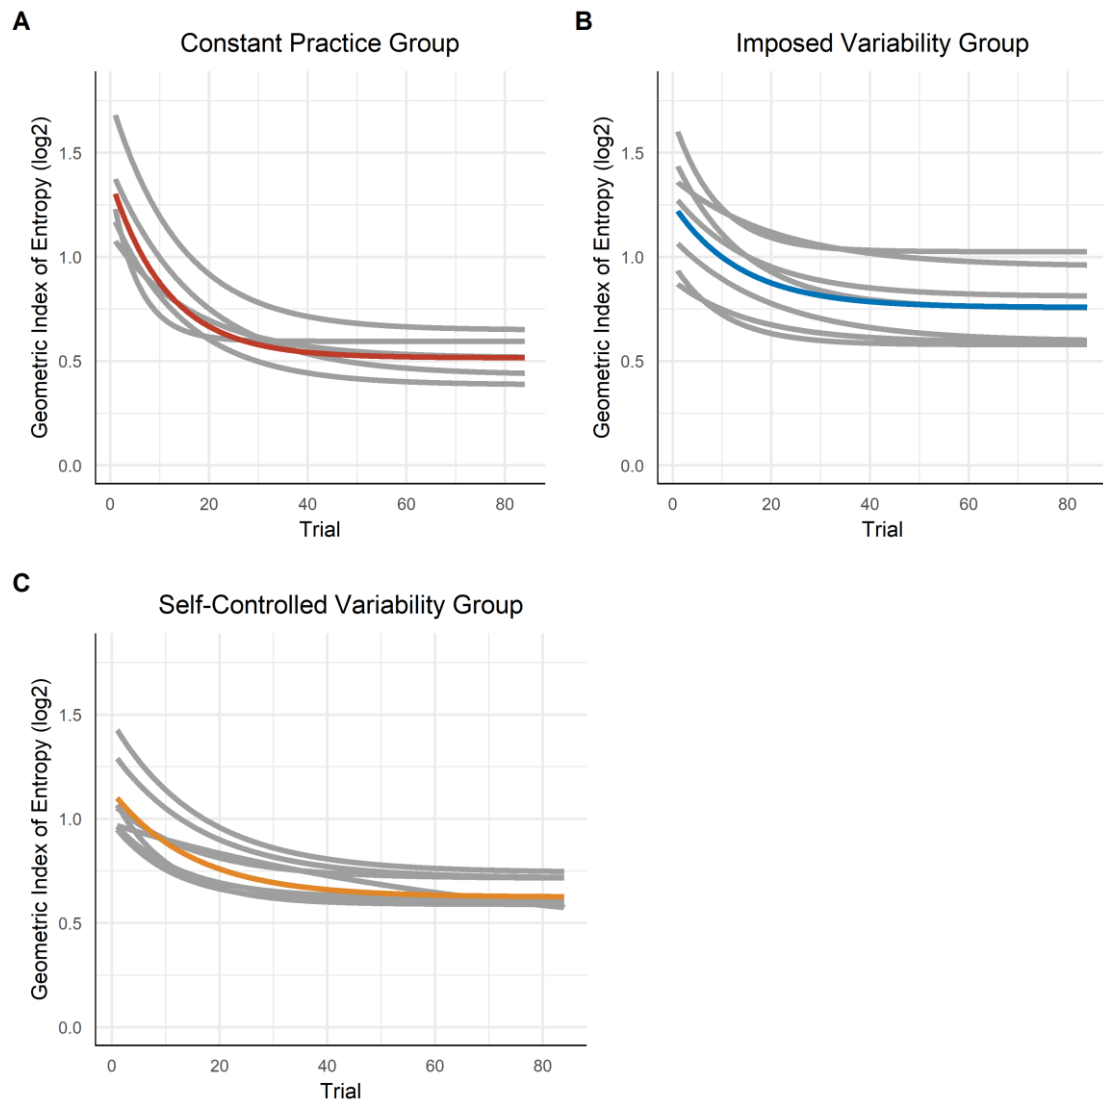 A
Constant Practice Group
Geometric Index of Entropy (log2)
1.5
1.0
0.5
0.0
0 20 40 60 80
Trial
B
Imposed Variability Group
Geometric Index of Entropy (log2)
1.5
1.0
0.5
0.0
0 20 40 60 80
Trial
C
Self-Controlled Variability Group
Geometric Index of Entropy (log2)
1.5
1.0
0.5
0.0
0 20 40 60 80
Trial